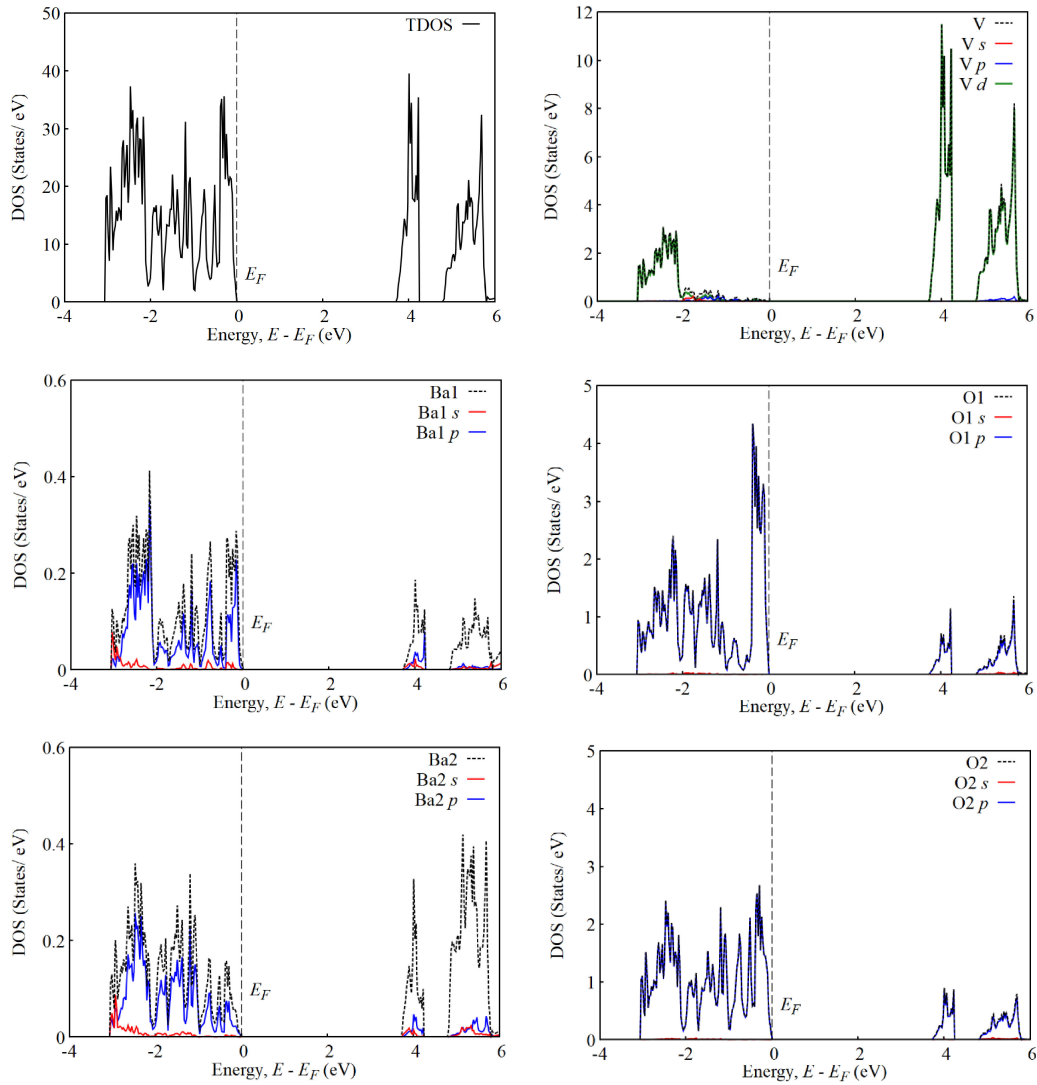 50
40
30
20
10
0
DOS (States/ eV)
TDOS
E_F
-4 -2 0 2 4 6
Energy, E - E_F (eV)
12
10
8
6
4
2
0
DOS (States/ eV)
V
V s
V p
V d
E_F
-4 -2 0 2 4 6
Energy, E - E_F (eV)
0.6
0.4
0.2
0
DOS (States/ eV)
Ba1
Ba1 s
Ba1 p
E_F
-4 -2 0 2 4 6
Energy, E - E_F (eV)
5
4
3
2
1
0
DOS (States/ eV)
O1
O1 s
O1 p
E_F
-4 -2 0 2 4 6
Energy, E - E_F (eV)
0.6
0.4
0.2
0
DOS (States/ eV)
Ba2
Ba2 s
Ba2 p
E_F
-4 -2 0 2 4 6
Energy, E - E_F (eV)
5
4
3
2
1
0
DOS (States/ eV)
O2
O2 s
O2 p
E_F
-4 -2 0 2 4 6
Energy, E - E_F (eV)